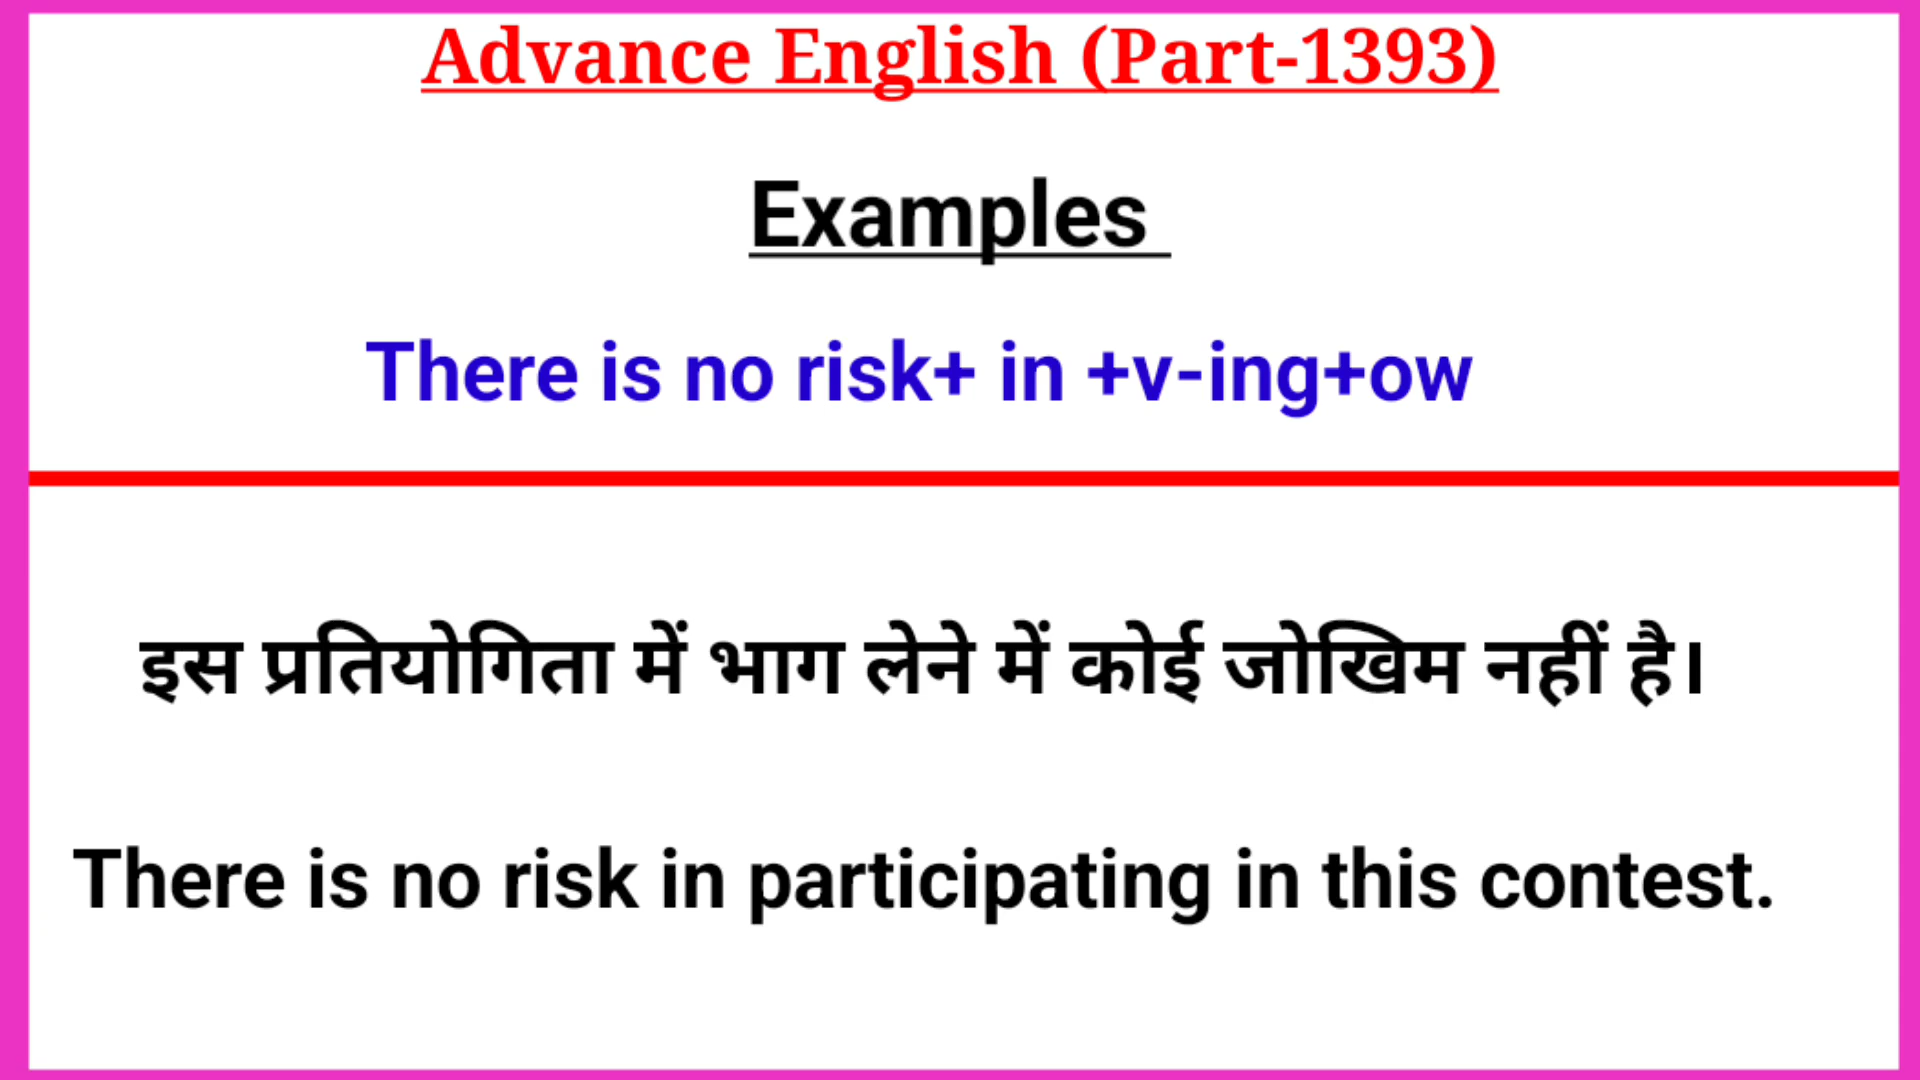 Advance English (Part-1393)
Examples
There is no risk+ in +v-ing+ow
इस प्रतियोगिता में भाग लेने में कोई जोखिम नहीं है।
There is no risk in participating in this contest.